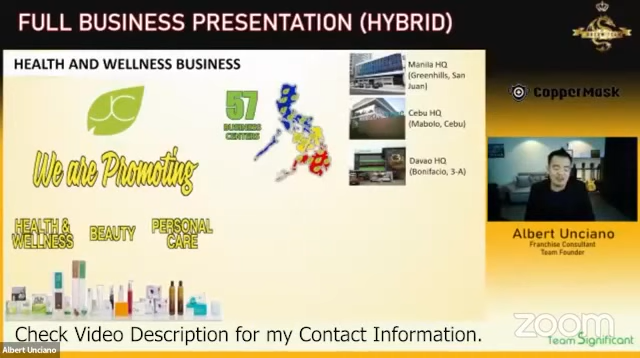 FULL BUSINESS PRESENTATION (HYBRID)
HEALTH AND WELLNESS BUSINESS
JC
57
BUSINESS
CENTERS
Manila HQ
(Greenhills, San
Juan)
Cebu HQ
(Mabolo, Cebu)
Davao HQ
(Bonifacio, 3-A)
We are Promoting
HEALTH &
WELLNESS
BEAUTY
PERSONAL
CARE
CopperMask
Albert Unciano
Franchise Consultant
Team Founder
Check Video Description for my Contact Information.
zoom
Team Significant
Albert Unciano